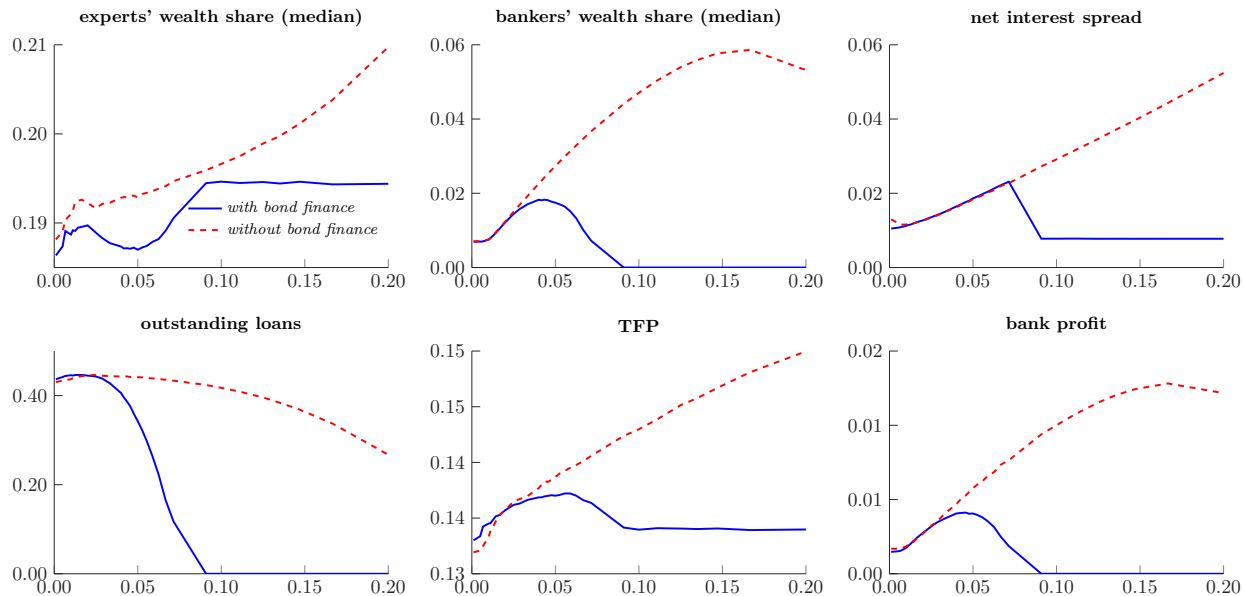 experts' wealth share (median)
0.21
0.20
0.19
with bond finance
without bond finance
0.00 0.05 0.10 0.15 0.20
bankers' wealth share (median)
0.06
0.04
0.02
0.00
0.00 0.05 0.10 0.15 0.20
net interest spread
0.06
0.04
0.02
0.00
0.00 0.05 0.10 0.15 0.20
outstanding loans
0.40
0.20
0.00
0.00 0.05 0.10 0.15 0.20
TFP
0.15
0.15
0.14
0.14
0.13
0.00 0.05 0.10 0.15 0.20
bank profit
0.02
0.01
0.01
0.00
0.00 0.05 0.10 0.15 0.20